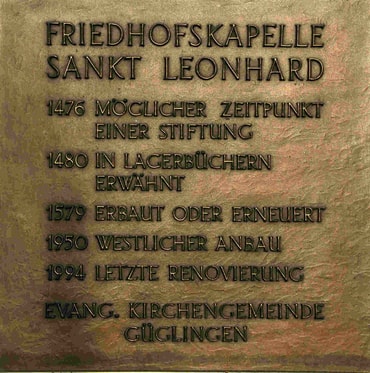 FRIEDHOFSKAPELLE
SANKT LEONHARD
1476 MÖGLICHER ZEITPUNKT
EINER STIFTUNG
1480 IN LAGERBÜCHERN
ERWÄHNT
1579 ERBAUT ODER ERNEUERT
1950 WESTLICHER ANBAU
1994 LETZTE RENOVIERUNG
EVANG. KIRCHENGEMEINDE
GÜGLINGEN